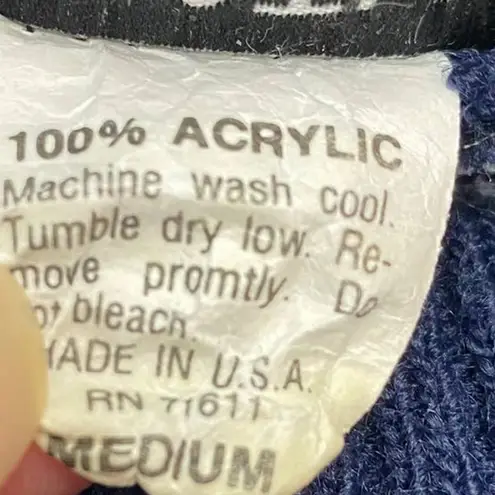 100% ACRYLIC
Machine wash cool.
Tumble dry low. Re-
move promtly. Do
bleach.
MADE IN U.S.A.
RN 71611
MEDIUM